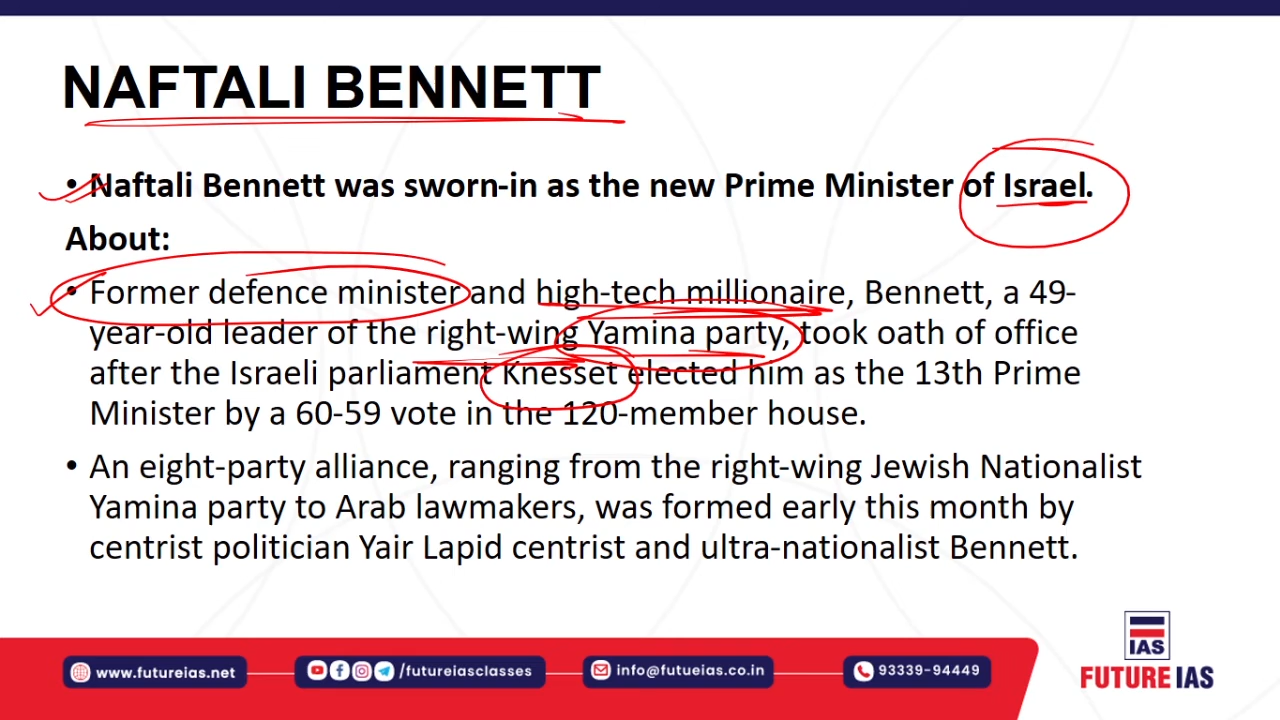 NAFTALI BENNETT
• Naftali Bennett was sworn-in as the new Prime Minister of Israel.
About:
• Former defence minister and high-tech millionaire, Bennett, a 49-
year-old leader of the right-wing Yamina party, took oath of office
after the Israeli parliament Knesset elected him as the 13th Prime
Minister by a 60-59 vote in the 120-member house.
• An eight-party alliance, ranging from the right-wing Jewish Nationalist
Yamina party to Arab lawmakers, was formed early this month by
centrist politician Yair Lapid centrist and ultra-nationalist Bennett.
IAS
FUTURE IAS
www.futureias.net
/futureiasclasses
info@futueias.co.in
93339-94449